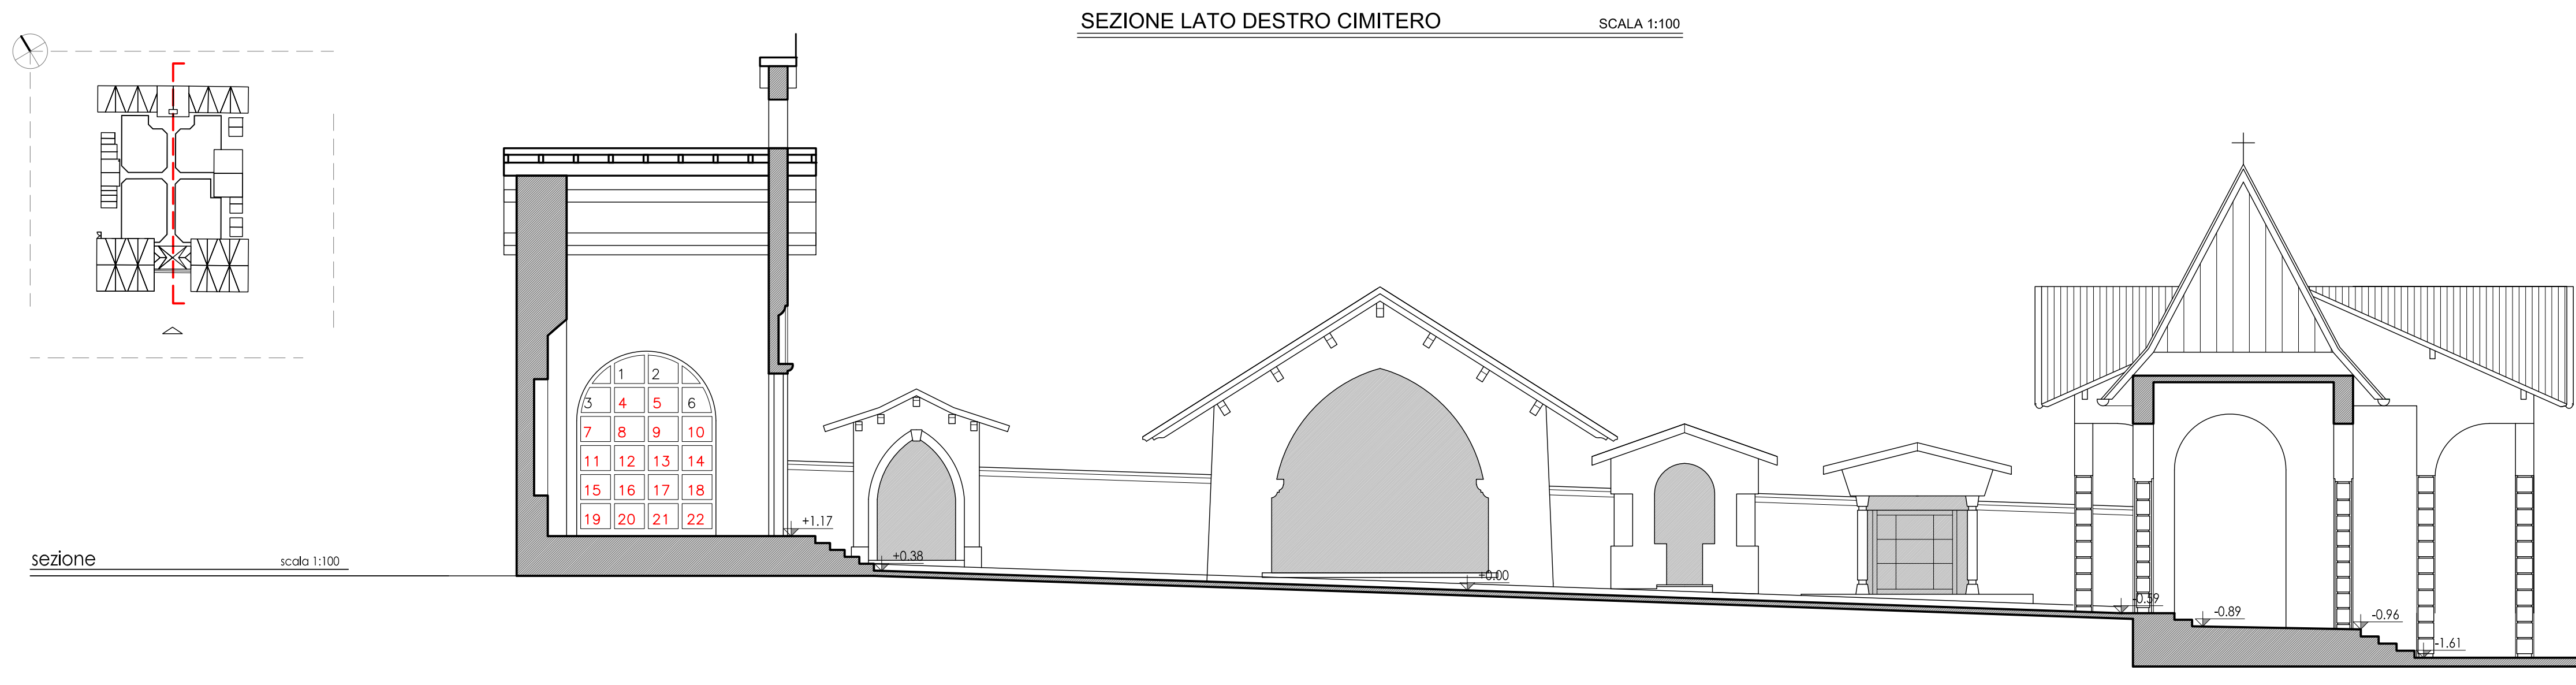 SEZIONE LATO DESTRO CIMITERO SCALA 1:100
1 2
3 4 5 6
7 8 9 10
11 12 13 14
15 16 17 18
19 20 21 22
+1.17
+0.38
+0.00
-0.59
-0.89
-0.96
-1.61
sezione scala 1:100